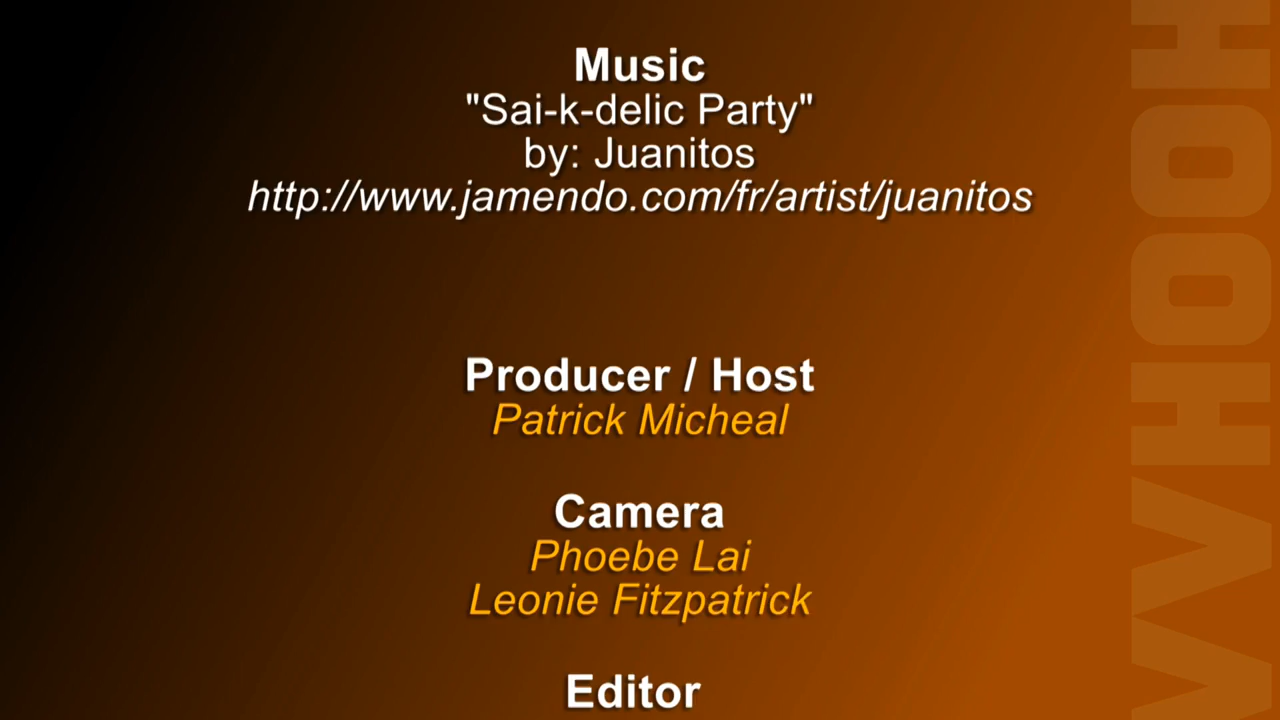 Music
"Sai-k-delic Party"
by: Juanitos
http://www.jamendo.com/fr/artist/juanitos
Producer / Host
Patrick Micheal
Camera
Phoebe Lai
Leonie Fitzpatrick
Editor
WHOOH